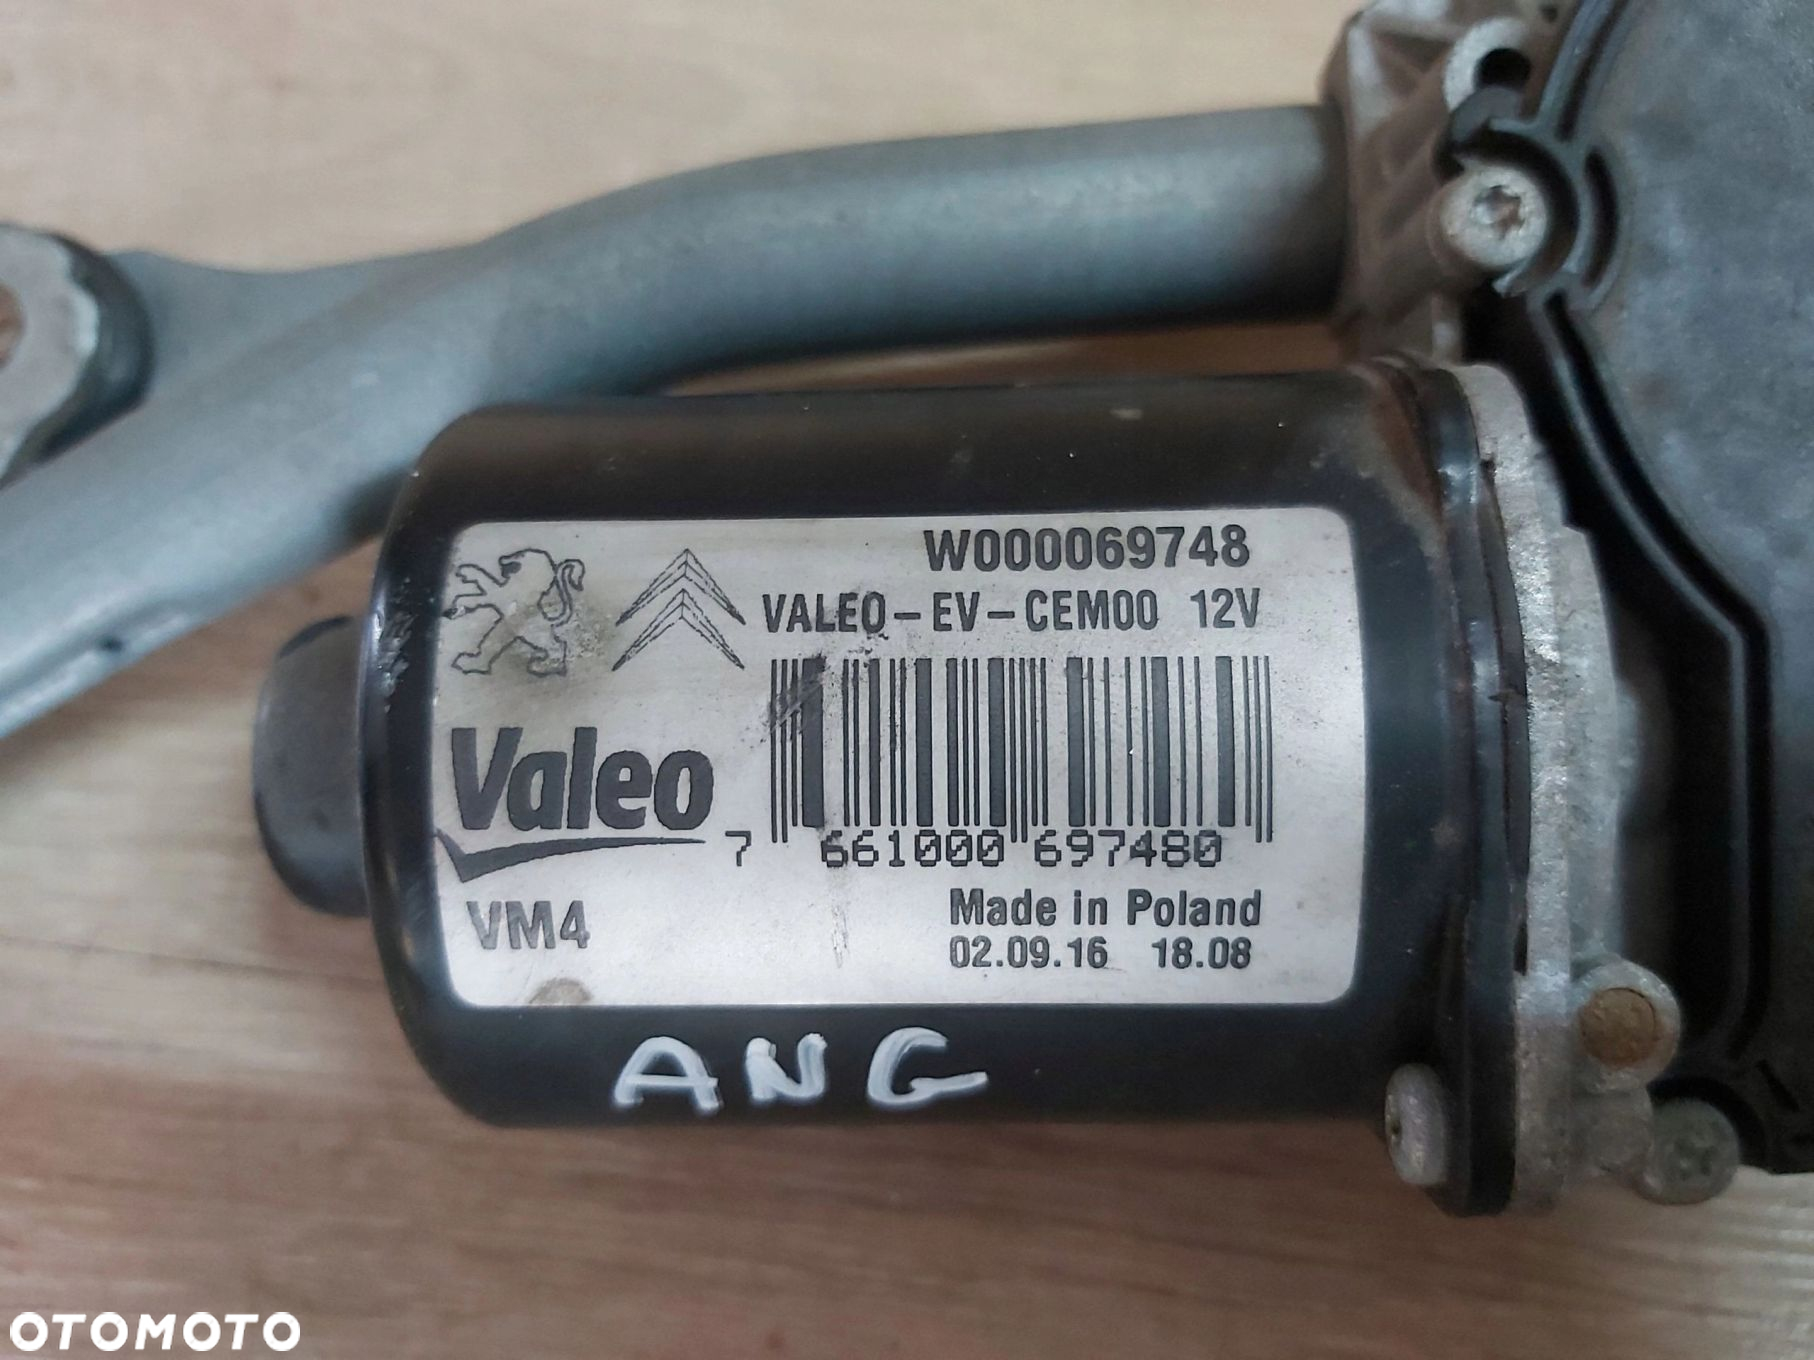 W000069748
VALEO-EV-CEM00 12V
Valeo
7 661000 697480
VM4
Made in Poland
02.09.16 18.08
ANG
OTOMOTO